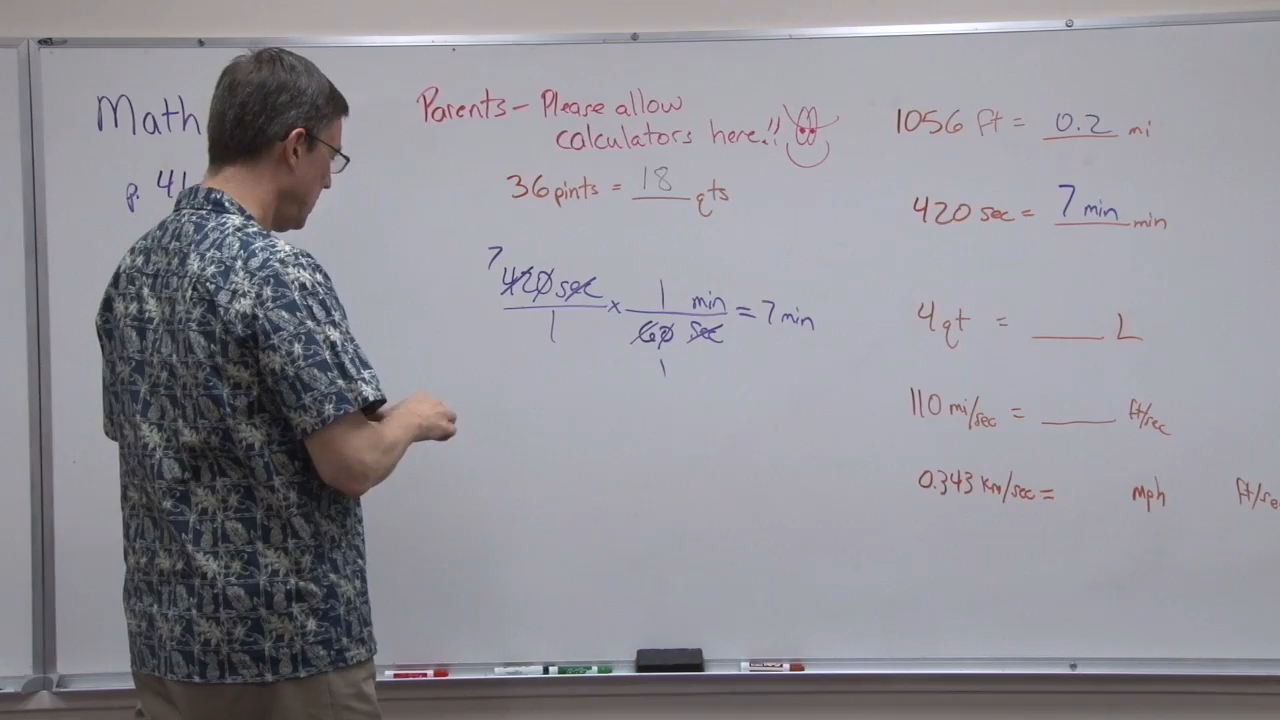 Math
p. 41
Parents - Please allow
calculators here!!
36 pints = 18 qts
7
420 sec × 1 min = 7 min
1 60 sec
1
1056 ft = 0.2 mi
420 sec = 7 min min
4 qt = ____ L
110 mi/sec = ____ ft/sec
0.343 km/sec = mph ft/sec